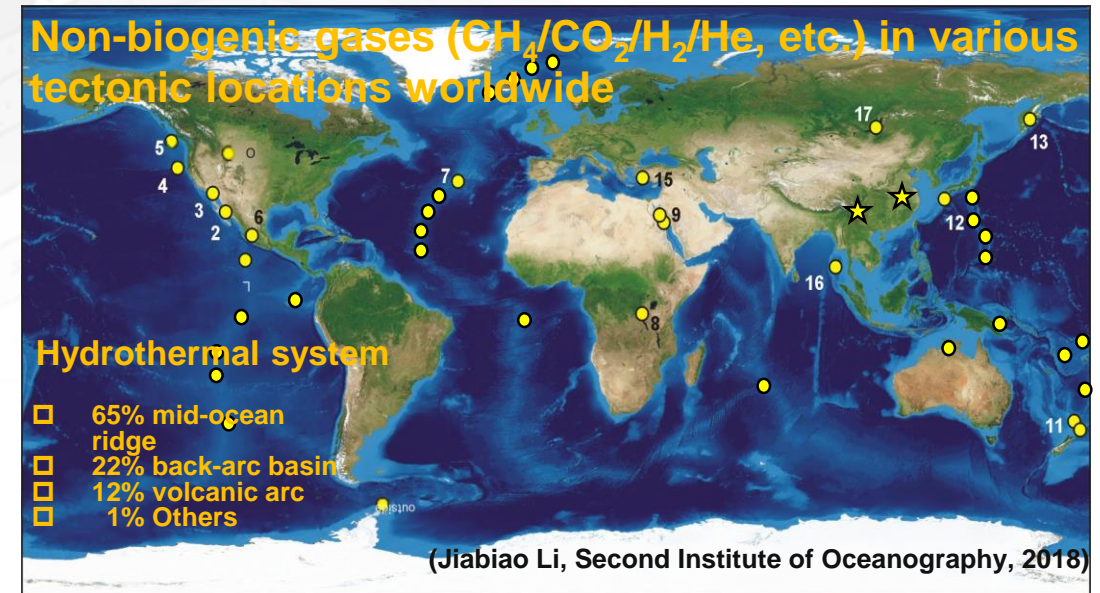 Non-biogenic gases (CH₄/CO₂/H₂/He, etc.) in various
tectonic locations worldwide
17
13
5
4
7
15
3
6
2
9
12
16
8
Hydrothermal system
65% mid-ocean
ridge
22% back-arc basin
12% volcanic arc
1% Others
11
(Jiabiao Li, Second Institute of Oceanography, 2018)